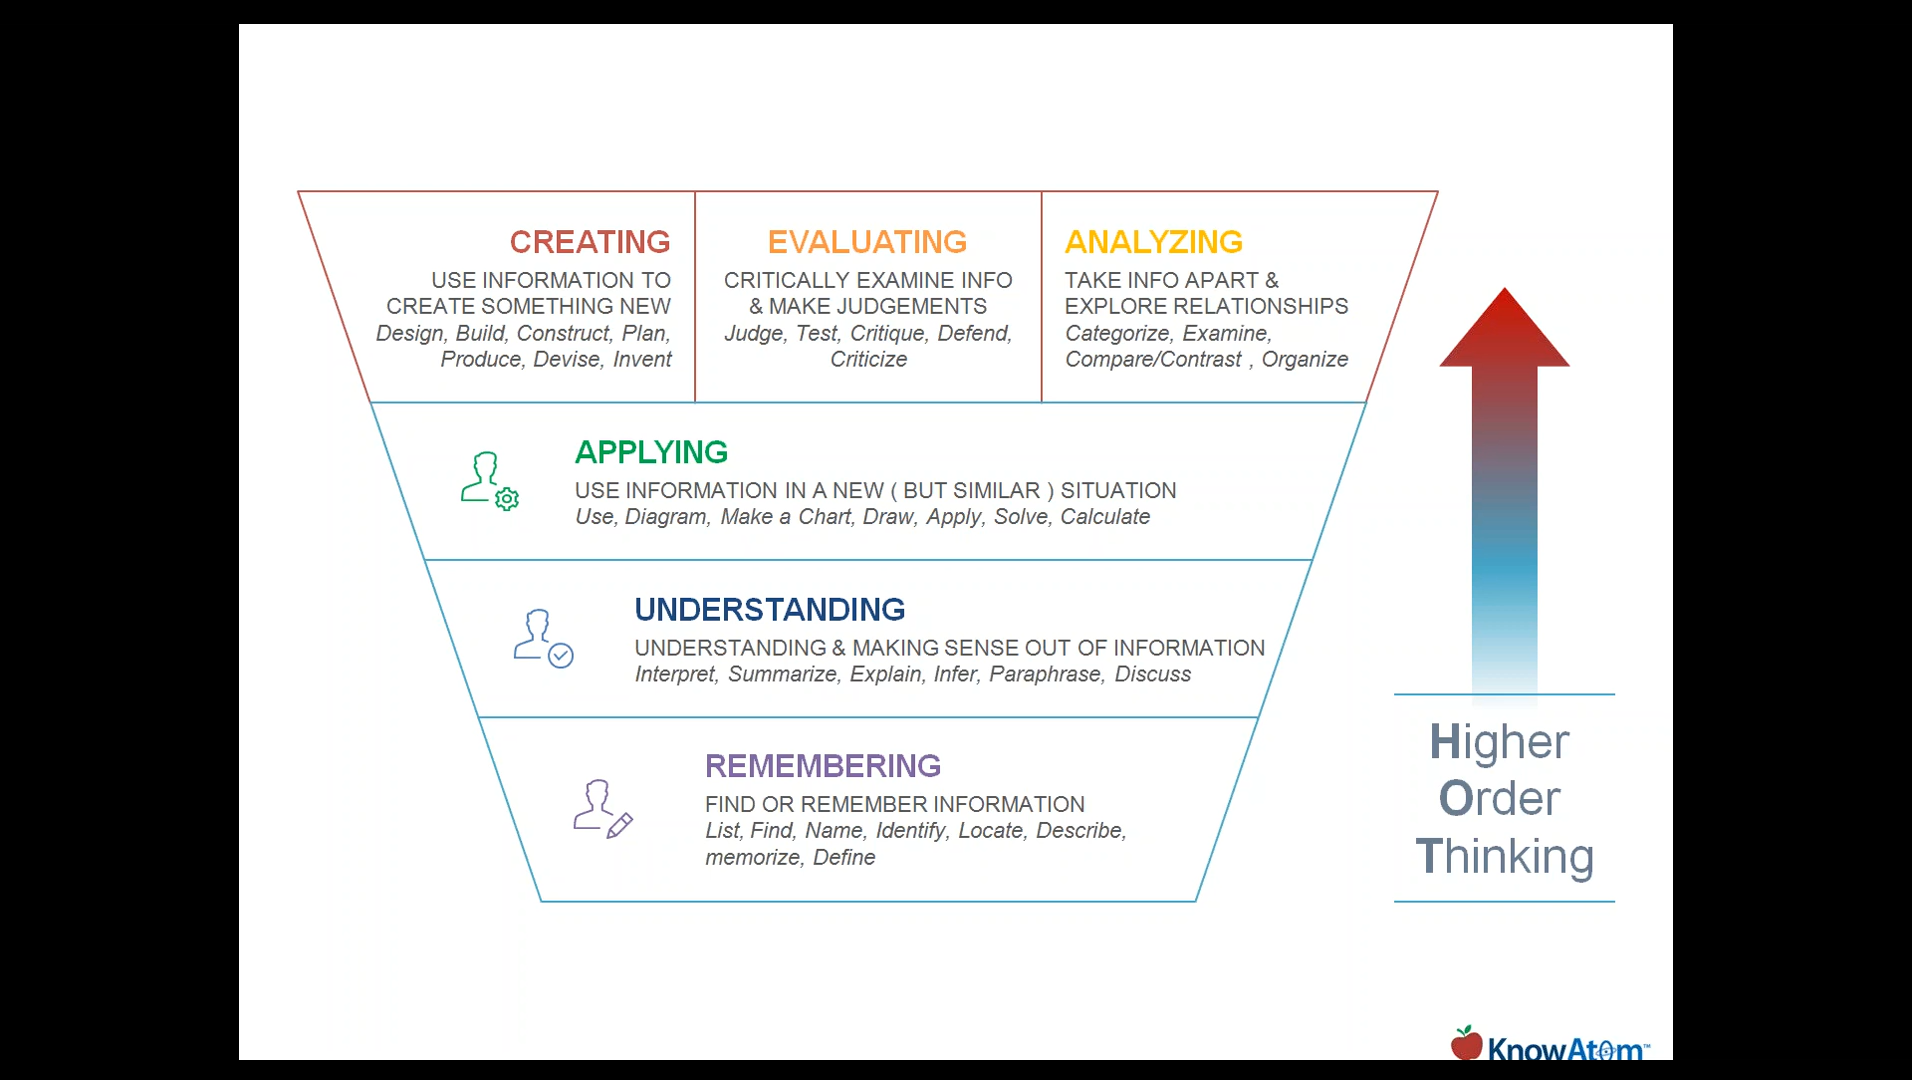 CREATING
USE INFORMATION TO
CREATE SOMETHING NEW
Design, Build, Construct, Plan,
Produce, Devise, Invent
EVALUATING
CRITICALLY EXAMINE INFO
& MAKE JUDGEMENTS
Judge, Test, Critique, Defend,
Criticize
ANALYZING
TAKE INFO APART &
EXPLORE RELATIONSHIPS
Categorize, Examine,
Compare/Contrast , Organize
APPLYING
USE INFORMATION IN A NEW ( BUT SIMILAR ) SITUATION
Use, Diagram, Make a Chart, Draw, Apply, Solve, Calculate
UNDERSTANDING
UNDERSTANDING & MAKING SENSE OUT OF INFORMATION
Interpret, Summarize, Explain, Infer, Paraphrase, Discuss
REMEMBERING
FIND OR REMEMBER INFORMATION
List, Find, Name, Identify, Locate, Describe,
memorize, Define
Higher
Order
Thinking
KnowAtom™